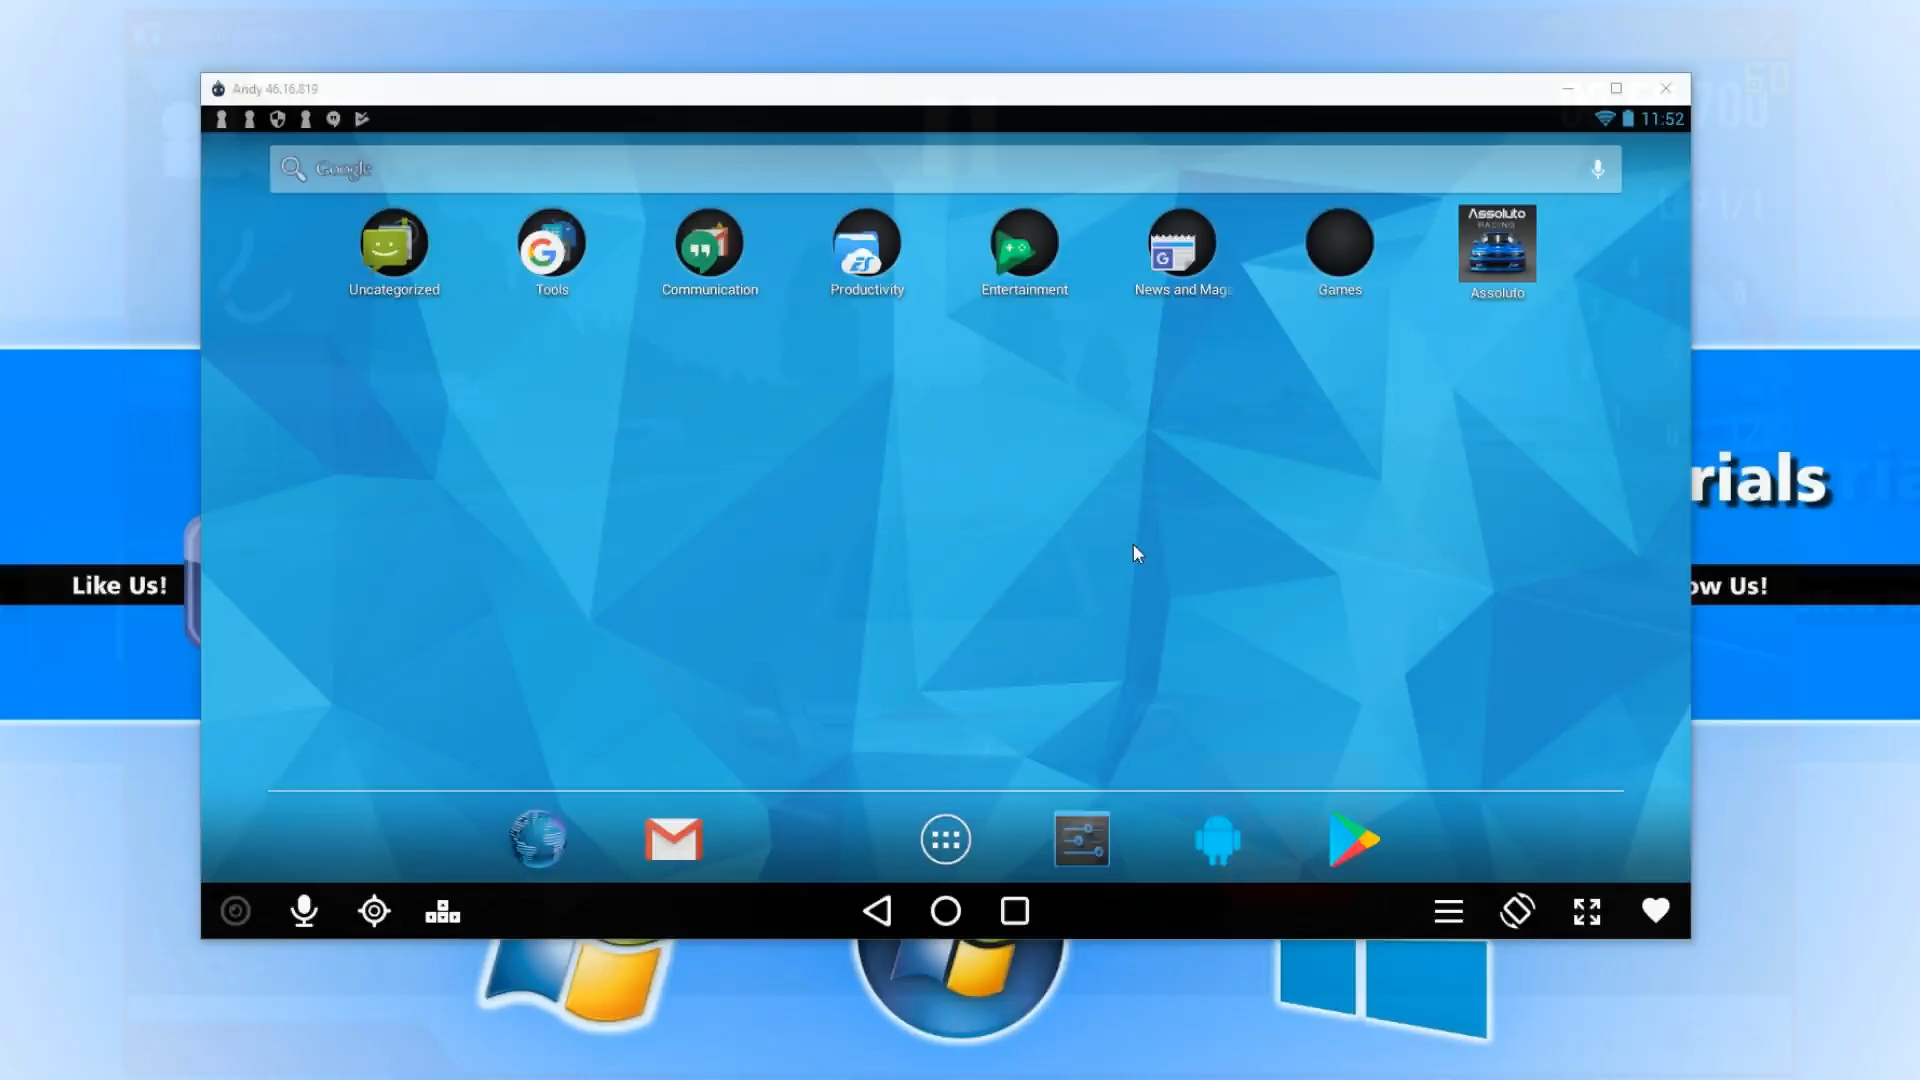 Andy 46.16.819
11:52
Google
Assoluto
RACING
Uncategorized
Tools
Communication
Productivity
Entertainment
News and Mag
Games
Assoluto
rials
Like Us!
ow Us!